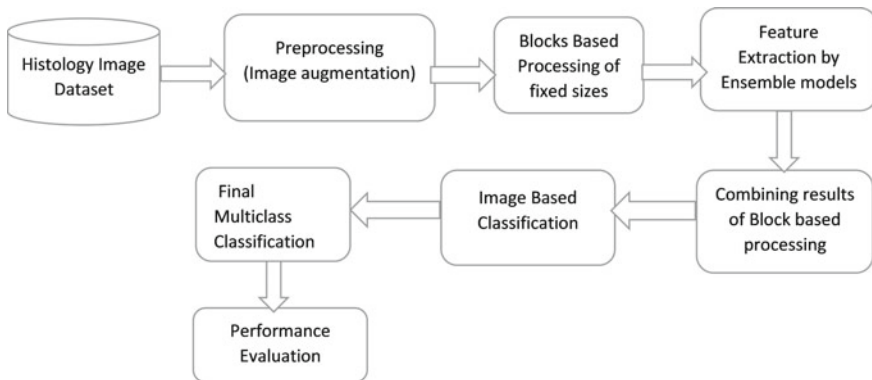 Histology Image
Dataset
Preprocessing
(Image augmentation)
Blocks Based
Processing of
fixed sizes
Feature
Extraction by
Ensemble models
Combining results
of Block based
processing
Image Based
Classification
Final
Multiclass
Classification
Performance
Evaluation